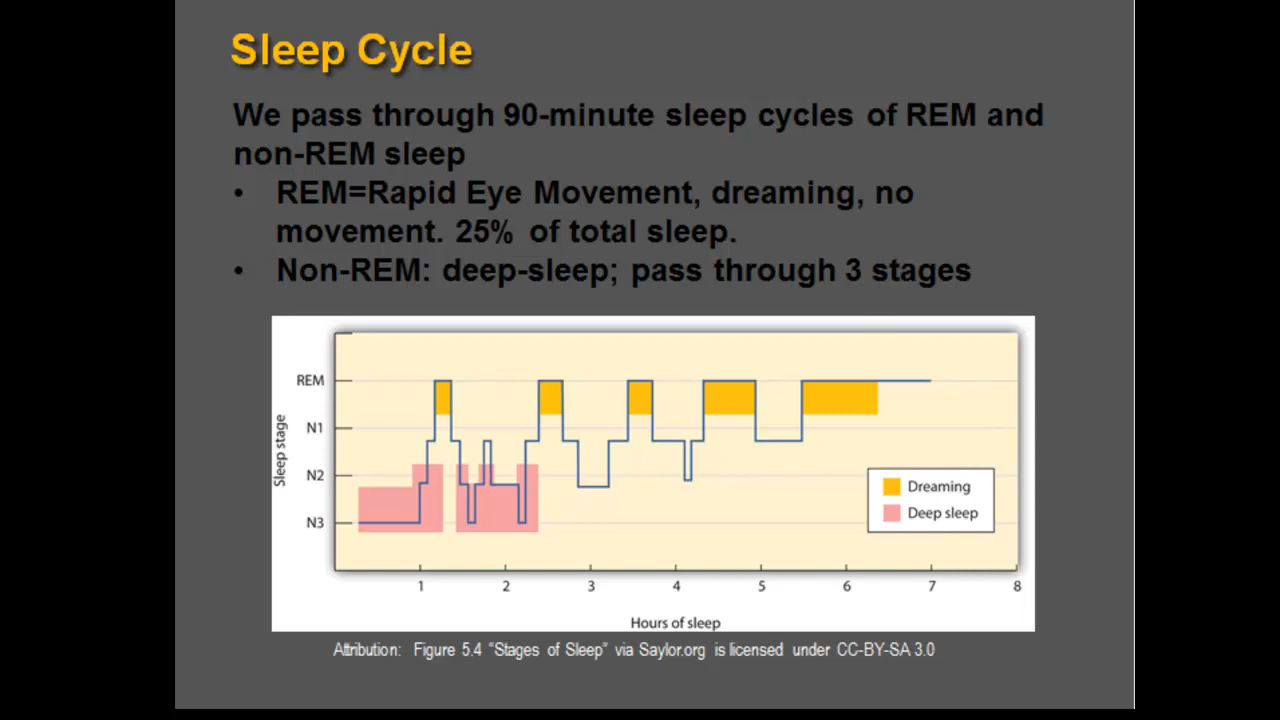 Sleep Cycle
We pass through 90-minute sleep cycles of REM and
non-REM sleep
• REM=Rapid Eye Movement, dreaming, no
movement. 25% of total sleep.
• Non-REM: deep-sleep; pass through 3 stages
Sleep stage
REM
N1
N2
N3
Dreaming
Deep sleep
1 2 3 4 5 6 7 8
Hours of sleep
Attribution: Figure 5.4 “Stages of Sleep” via Saylor.org is licensed under CC-BY-SA 3.0